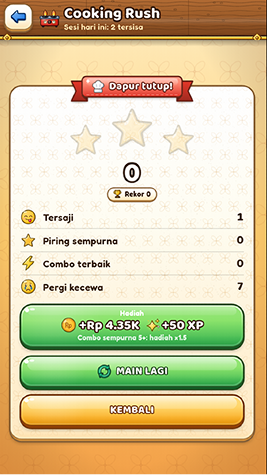 Cooking Rush
Sesi hari ini: 2 tersisa
Dapur tutup!
0
Rekor 0
Tersaji 1
Piring sempurna 0
Combo terbaik 0
Pergi kecewa 7
Hadiah
+Rp 4.35K +50 XP
Combo sempurna 5+: hadiah x1.5
MAIN LAGI
KEMBALI